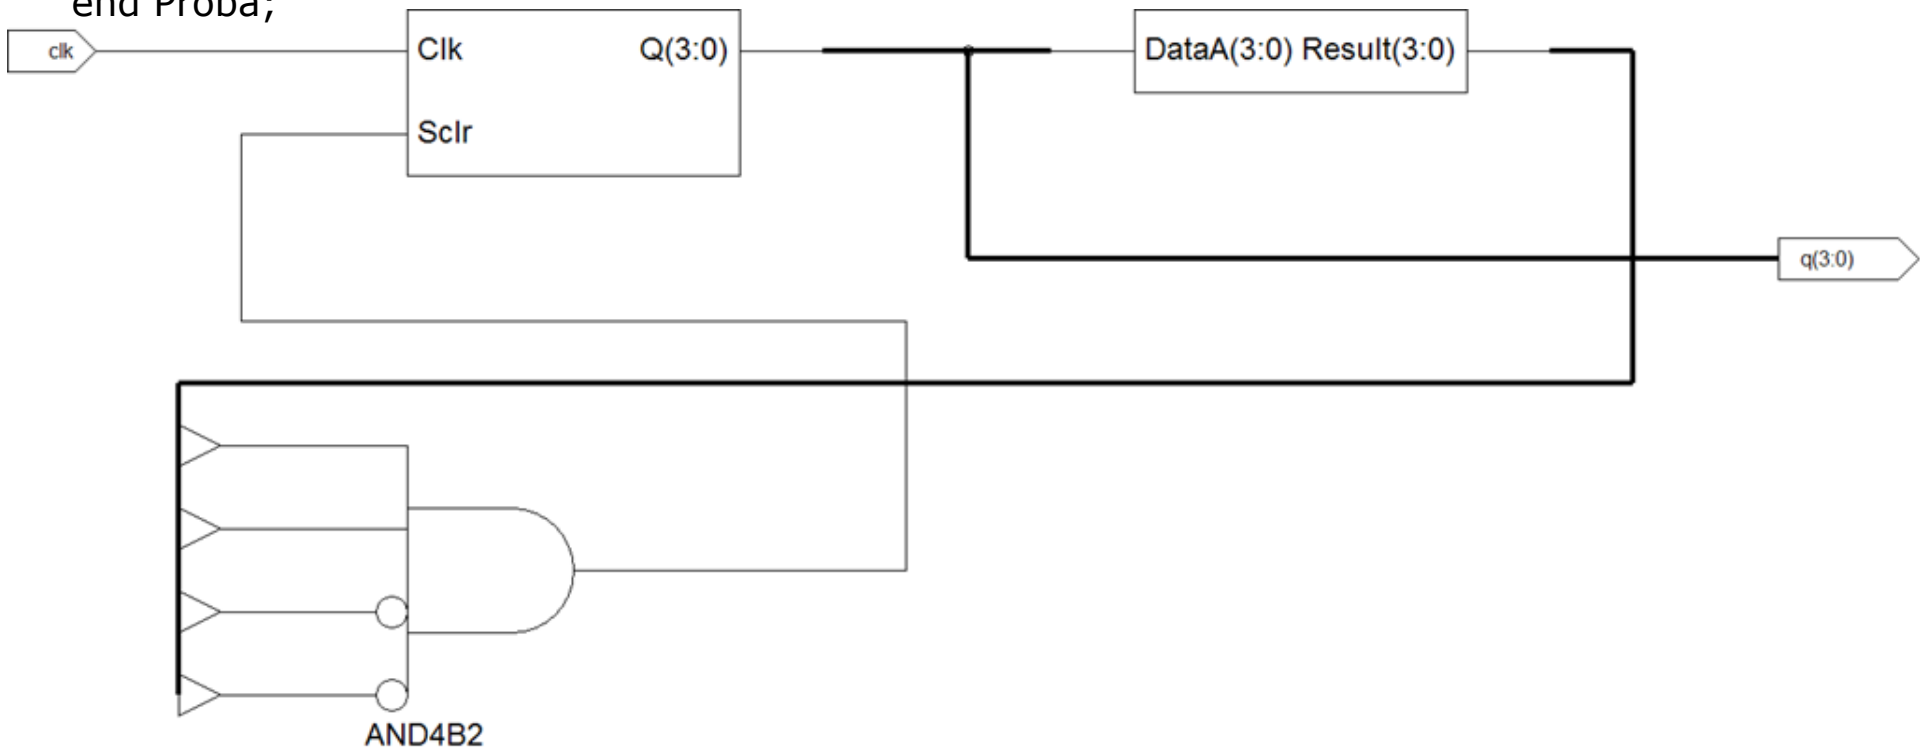 end Proba;
clk
Clk
Q(3:0)
DataA(3:0) Result(3:0)
Sclr
q(3:0)
AND4B2